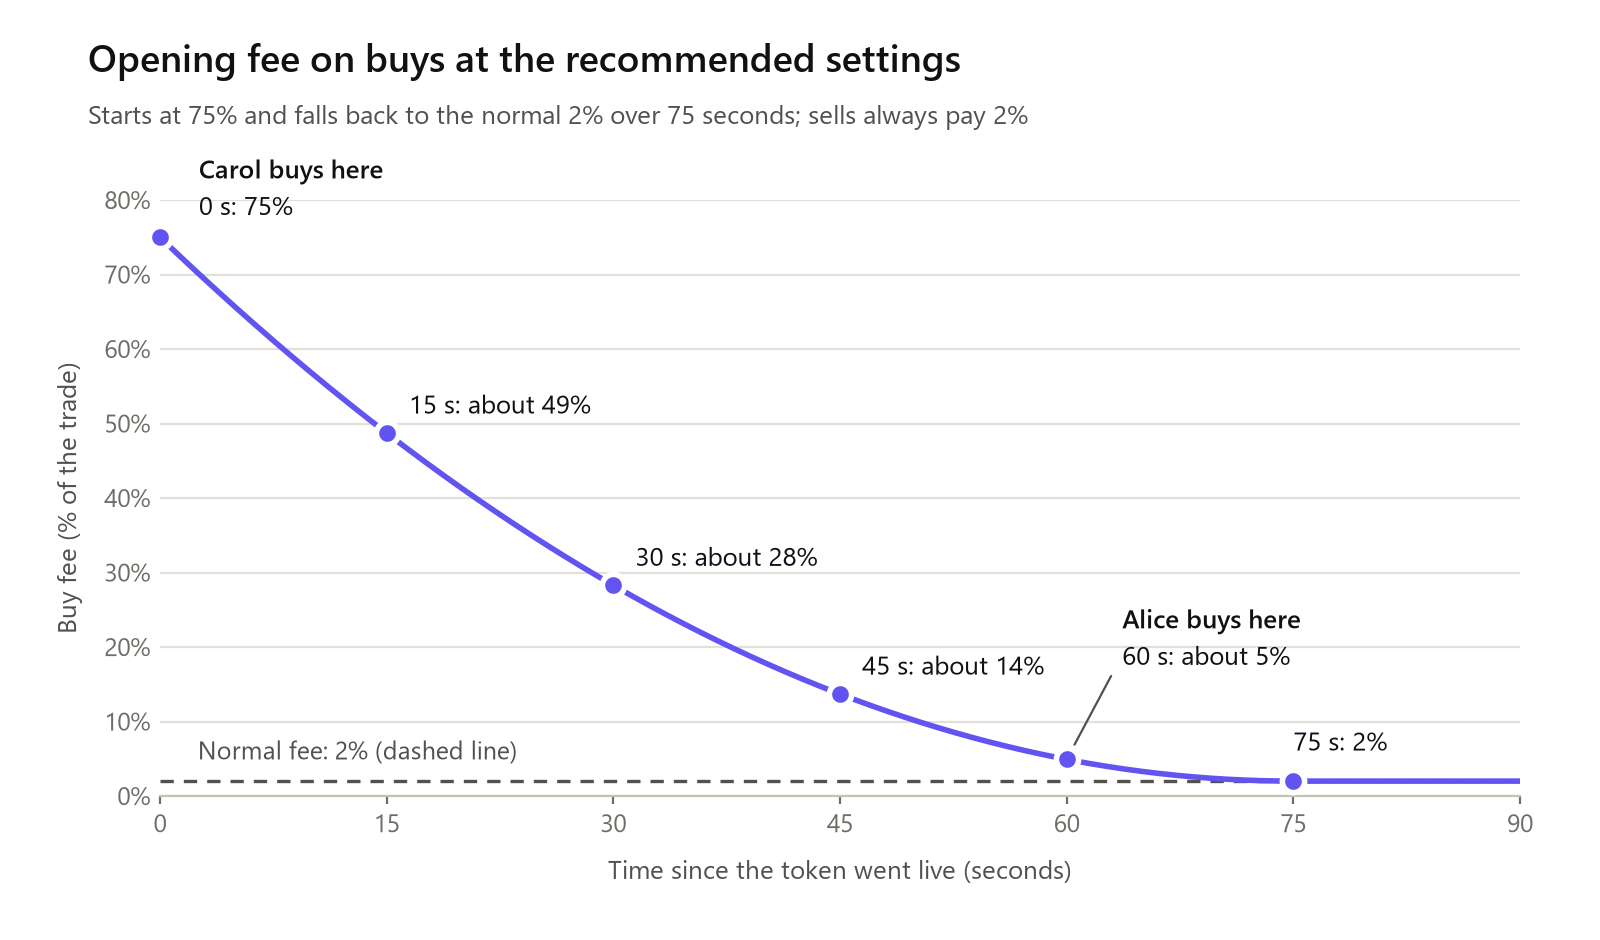 Opening fee on buys at the recommended settings
Starts at 75% and falls back to the normal 2% over 75 seconds; sells always pay 2%
Carol buys here
0 s: 75%
80%
70%
60%
50%
40%
30%
20%
10%
0%
Buy fee (% of the trade)
15 s: about 49%
30 s: about 28%
45 s: about 14%
Alice buys here
60 s: about 5%
75 s: 2%
Normal fee: 2% (dashed line)
0
15
30
45
60
75
90
Time since the token went live (seconds)